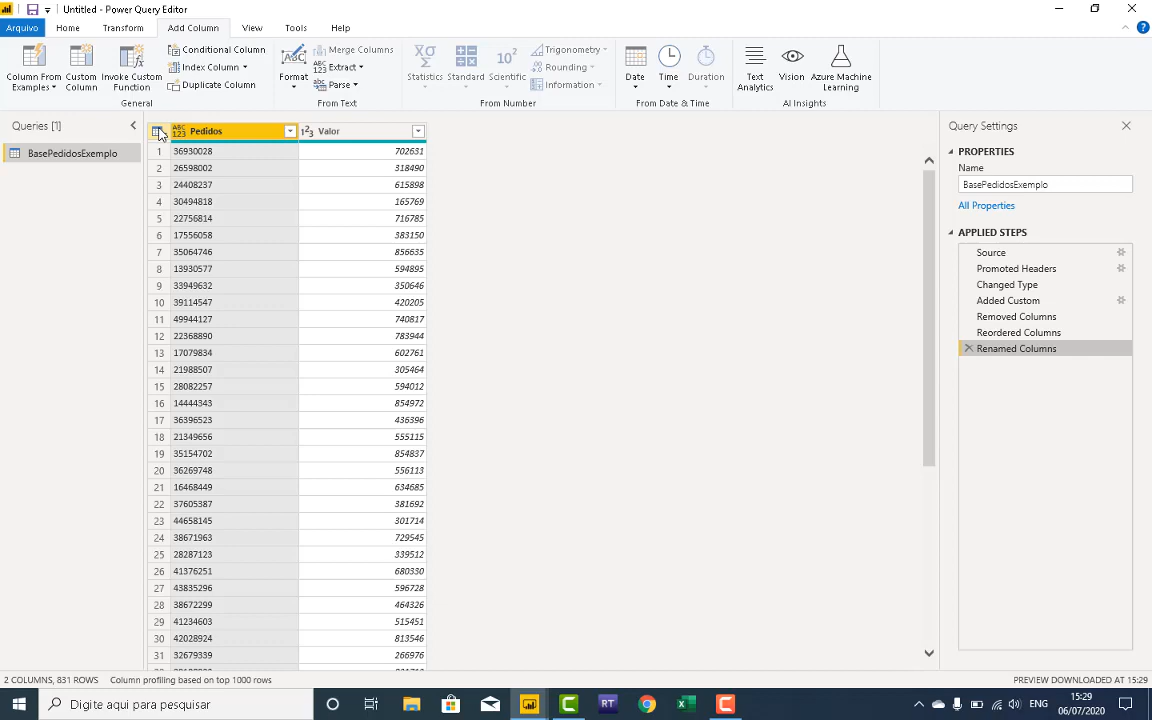 Untitled - Power Query Editor
Arquivo Home Transform Add Column View Tools Help
Column From Examples
Custom Column
Invoke Custom Function
Conditional Column
Index Column
Duplicate Column
General
Format
Merge Columns
Extract
Parse
From Text
Statistics
Standard
10²
Scientific
Trigonometry
Rounding
Information
From Number
Date
Time
Duration
From Date & Time
Text Analytics
Vision
Azure Machine Learning
AI Insights
Queries [1]
BasePedidosExemplo
ABC 123 Pedidos 1²3 Valor
1 36930028 702631
2 26598002 318490
3 24408237 615898
4 30494818 165769
5 22756814 716785
6 17556058 383150
7 35064746 856635
8 13930577 594895
9 33949632 350646
10 39114547 420205
11 49944127 740817
12 22368890 783944
13 17079834 602761
14 21988507 305464
15 28082257 594012
16 14444343 854972
17 36396523 436396
18 21349656 555115
19 35154702 854837
20 36269748 556113
21 16468449 634685
22 37605387 381692
23 44658145 301714
24 38671963 729545
25 28287123 339512
26 41376251 680330
27 43835296 596728
28 38672299 464326
29 41234603 515451
30 42028924 813546
31 32679339 266976
Query Settings
PROPERTIES
Name
BasePedidosExemplo
All Properties
APPLIED STEPS
Source
Promoted Headers
Changed Type
Added Custom
Removed Columns
Reordered Columns
Renamed Columns
2 COLUMNS, 831 ROWS Column profiling based on top 1000 rows PREVIEW DOWNLOADED AT 15:29
Digite aqui para pesquisar
RT
ENG
15:29
06/07/2020